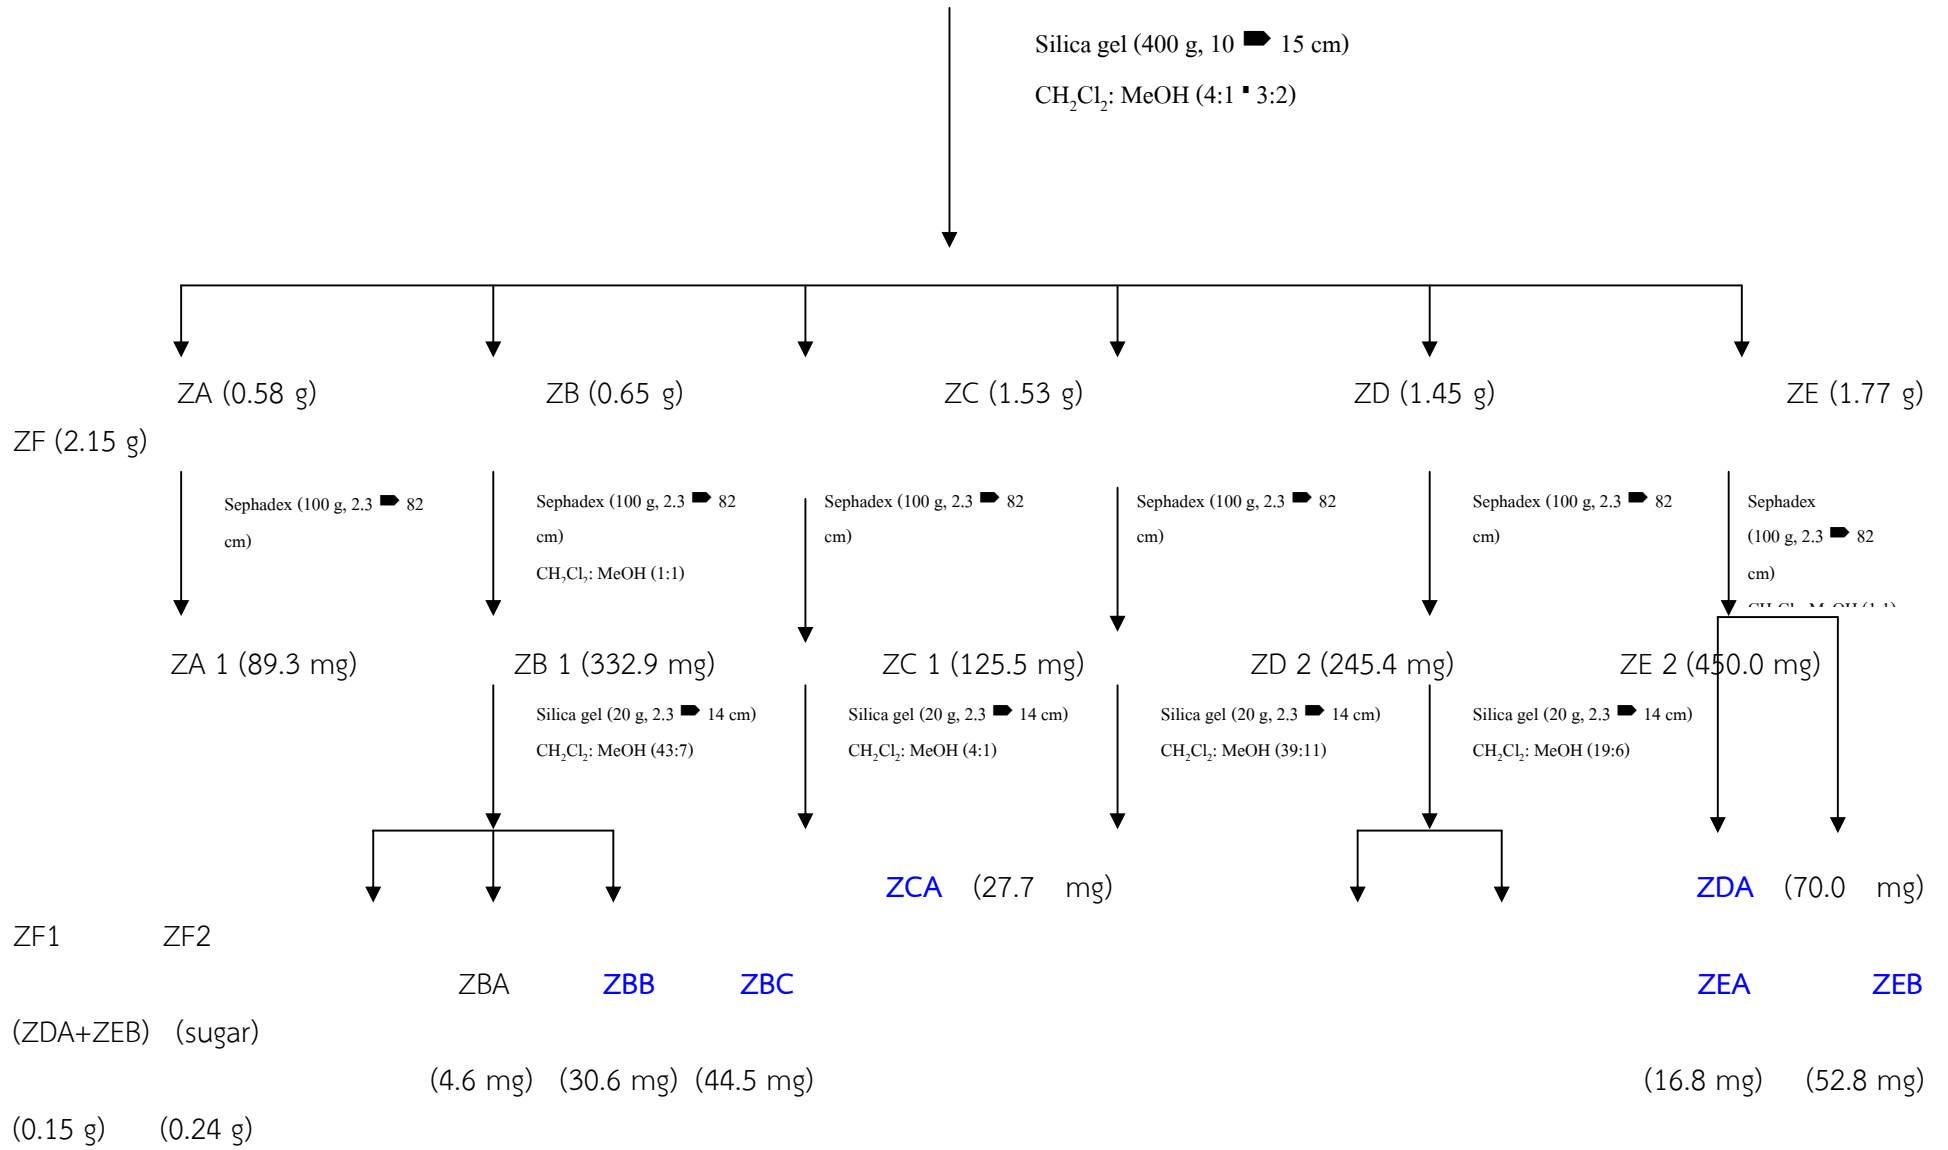 Silica gel (400 g, 10 15 cm)
CH₂Cl₂: MeOH (4:1 3:2)
ZA (0.58 g) ZB (0.65 g) ZC (1.53 g) ZD (1.45 g) ZE (1.77 g)
ZF (2.15 g)
Sephadex (100 g, 2.3 82
cm)
Sephadex (100 g, 2.3 82
cm)
CH₂Cl₂: MeOH (1:1)
Sephadex (100 g, 2.3 82
cm)
Sephadex (100 g, 2.3 82
cm)
Sephadex (100 g, 2.3 82
cm)
Sephadex
(100 g, 2.3 82
cm)
ZA 1 (89.3 mg) ZB 1 (332.9 mg) ZC 1 (125.5 mg) ZD 2 (245.4 mg) ZE 2 (450.0 mg)
Silica gel (20 g, 2.3 14 cm)
CH₂Cl₂: MeOH (43:7)
Silica gel (20 g, 2.3 14 cm)
CH₂Cl₂: MeOH (4:1)
Silica gel (20 g, 2.3 14 cm)
CH₂Cl₂: MeOH (39:11)
Silica gel (20 g, 2.3 14 cm)
CH₂Cl₂: MeOH (19:6)
ZCA (27.7 mg) ZDA (70.0 mg)
ZF1 ZF2
ZBA ZBB ZBC ZEA ZEB
(ZDA+ZEB) (sugar)
(4.6 mg) (30.6 mg) (44.5 mg) (16.8 mg) (52.8 mg)
(0.15 g) (0.24 g)